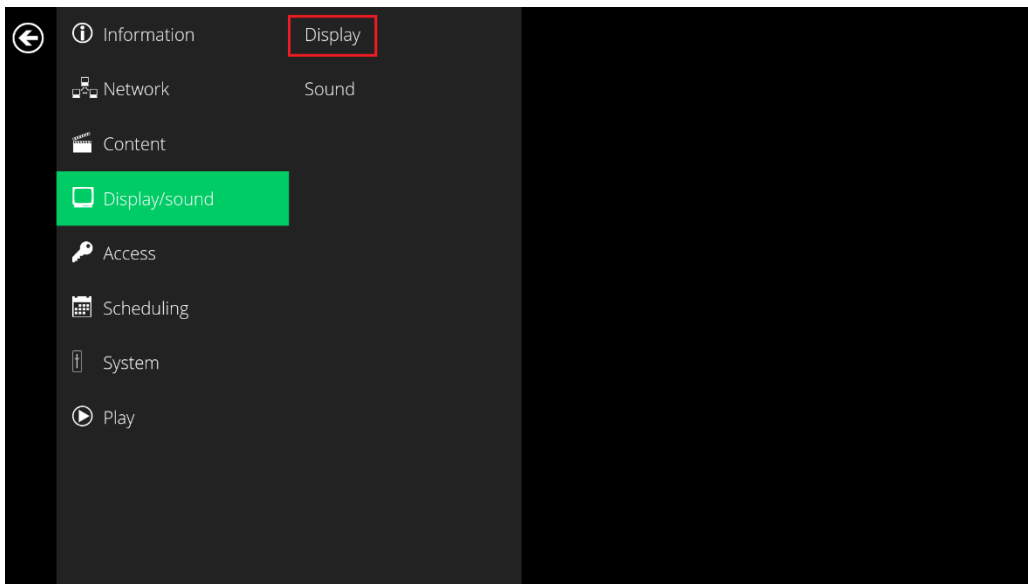 Information
Network
Content
Display/sound
Access
Scheduling
System
Play
Display
Sound